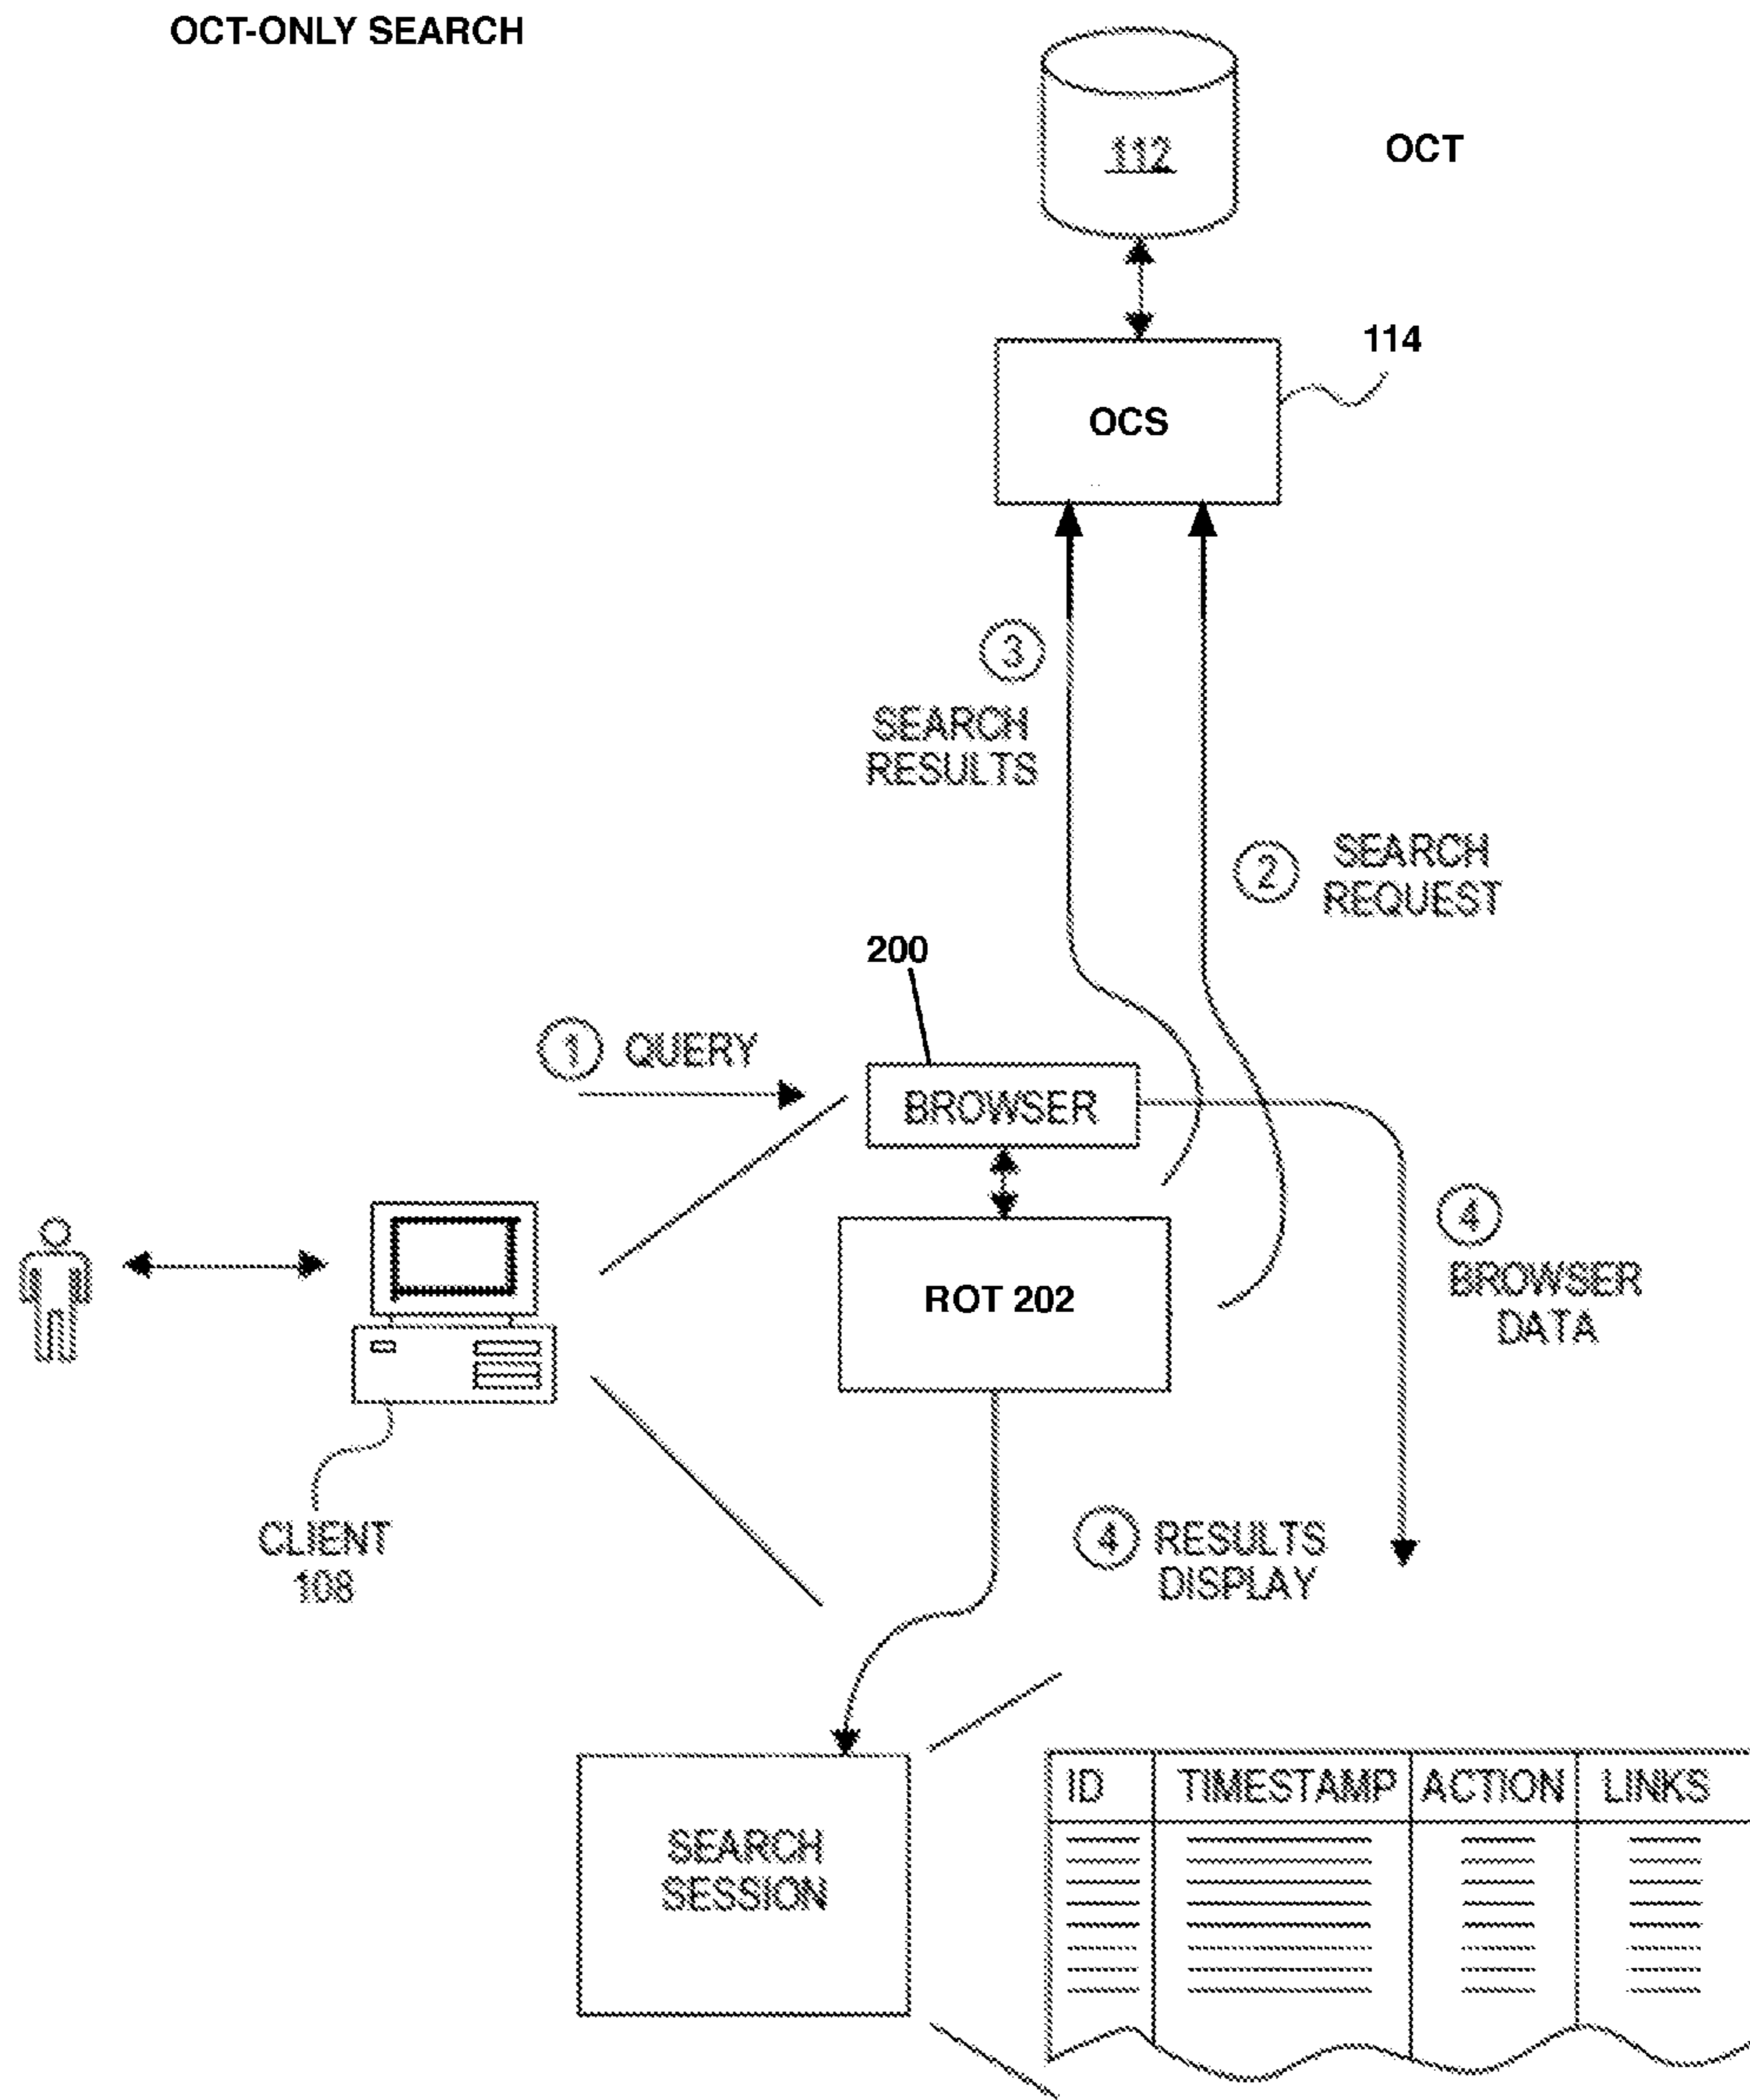 OCT-ONLY SEARCH
112
OCT
114
OCS
3
SEARCH
RESULTS
2
SEARCH
REQUEST
200
1 QUERY
BROWSER
4
BROWSER
DATA
ROT 202
CLIENT
108
4 RESULTS
DISPLAY
SEARCH
SESSION
ID TIMESTAMP ACTION LINKS